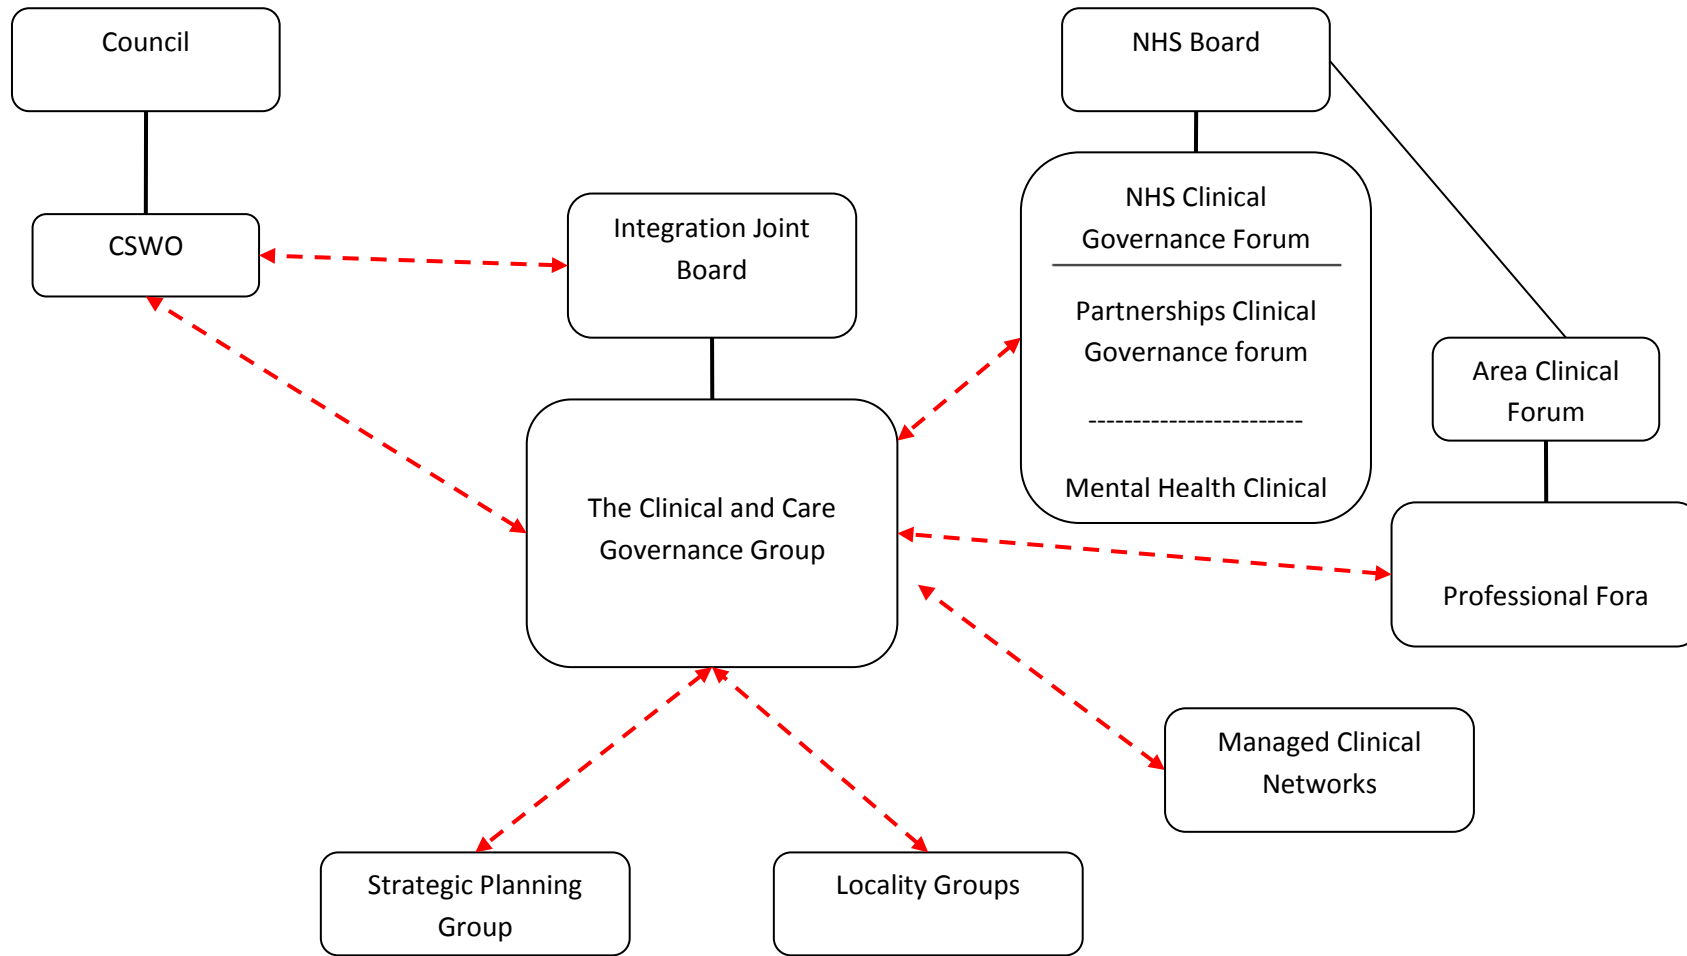 Council
NHS Board
NHS Clinical
Governance Forum
CSWO
Integration Joint
Board
Partnerships Clinical
Governance forum
Area Clinical
Forum
-------------------------
Mental Health Clinical
The Clinical and Care
Governance Group
Professional Fora
Managed Clinical
Networks
Strategic Planning
Group
Locality Groups